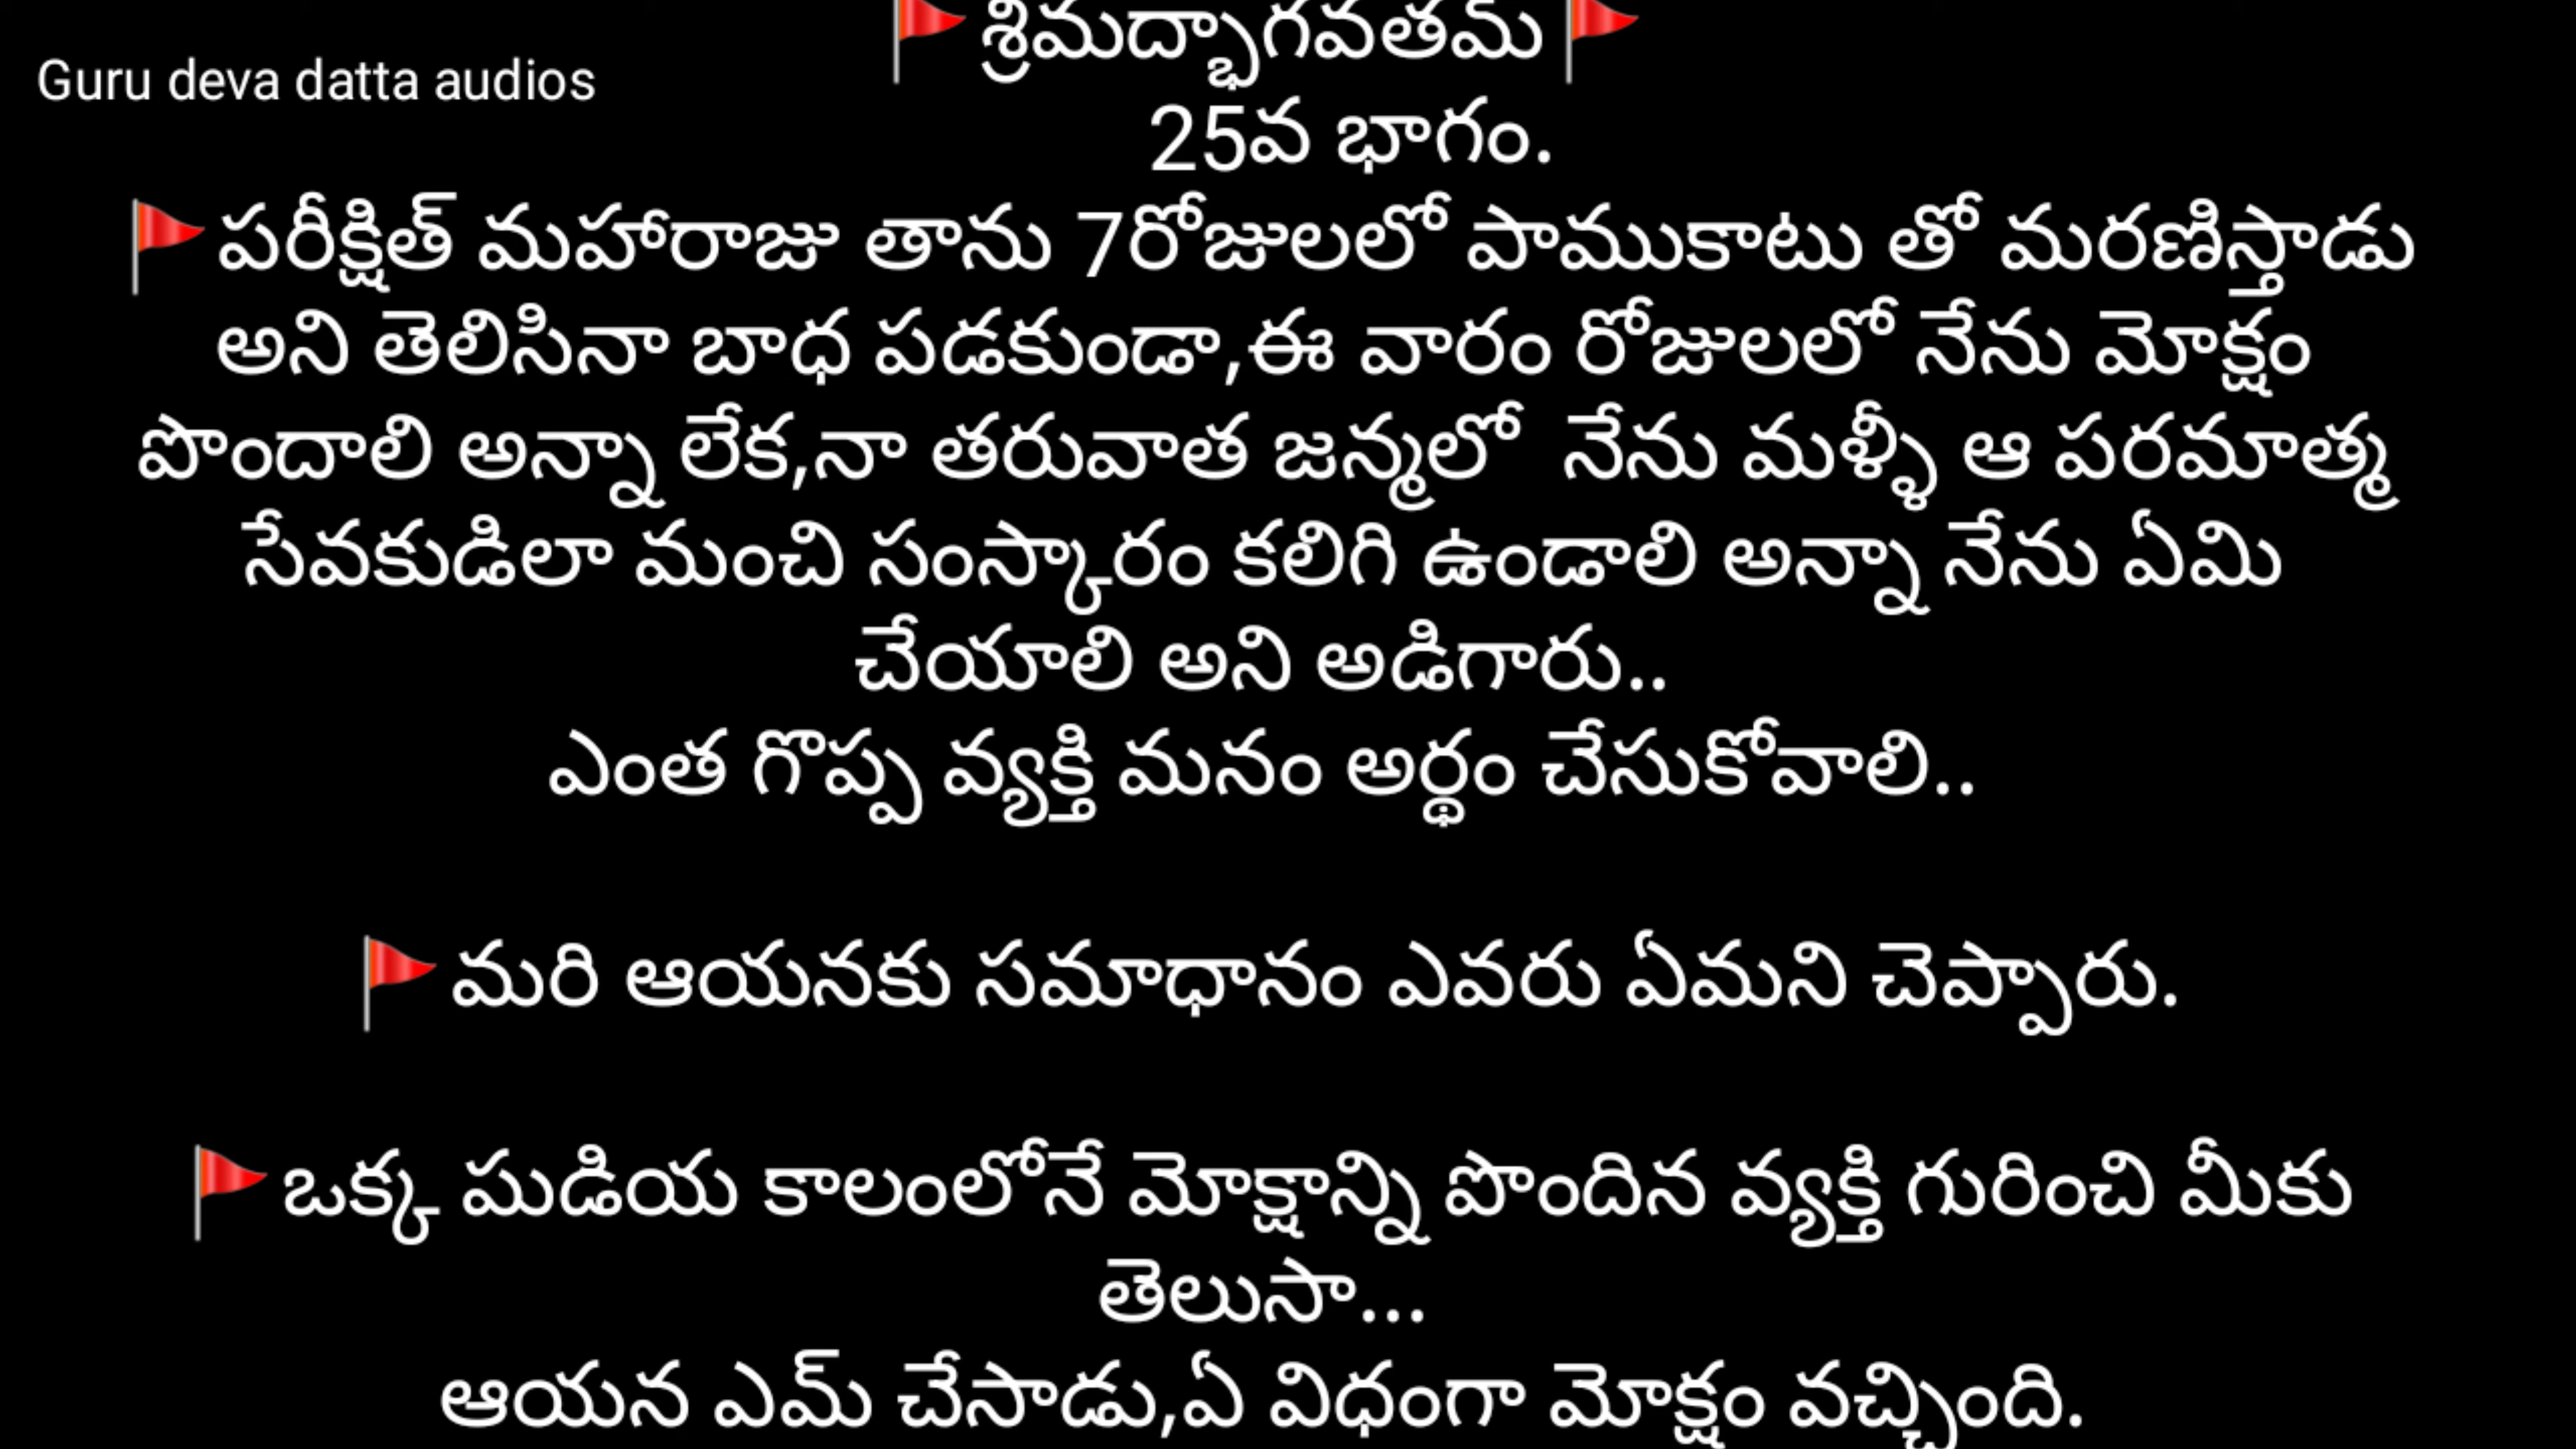 🚩శ్రీమద్భాగవతమ్🚩
Guru deva datta audios
25వ భాగం.
🚩పరీక్షిత్ మహారాజు తాను 7రోజులలో పాముకాటు తో మరణిస్తాడు
అని తెలిసినా బాధ పడకుండా,ఈ వారం రోజులలో నేను మోక్షం
పొందాలి అన్నా లేక,నా తరువాత జన్మలో  నేను మళ్ళీ ఆ పరమాత్మ
సేవకుడిలా మంచి సంస్కారం కలిగి ఉండాలి అన్నా నేను ఏమి
చేయాలి అని అడిగారు..
ఎంత గొప్ప వ్యక్తి మనం అర్థం చేసుకోవాలి..
🚩మరి ఆయనకు సమాధానం ఎవరు ఏమని చెప్పారు.
🚩ఒక్క ఘడియ కాలంలోనే మోక్షాన్ని పొందిన వ్యక్తి గురించి మీకు
తెలుసా...
ఆయన ఎమ్ చేసాడు,ఏ విధంగా మోక్షం వచ్చింది.